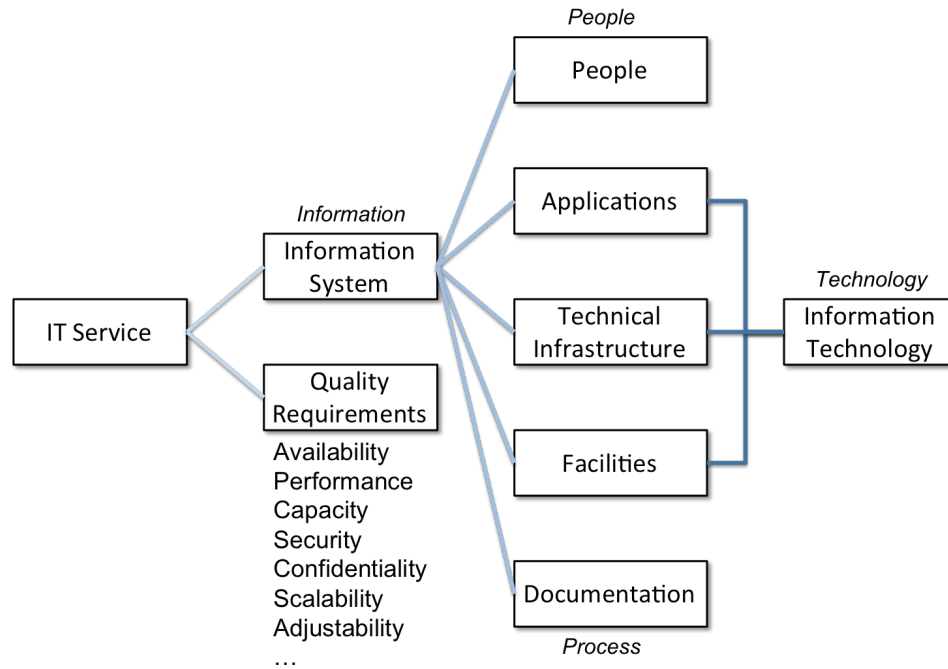 People
People
Applications
Information
Information
System
IT Service
Technical
Infrastructure
Technology
Information
Technology
Quality
Requirements
Availability
Performance
Capacity
Security
Confidentiality
Scalability
Adjustability
…
Facilities
Documentation
Process